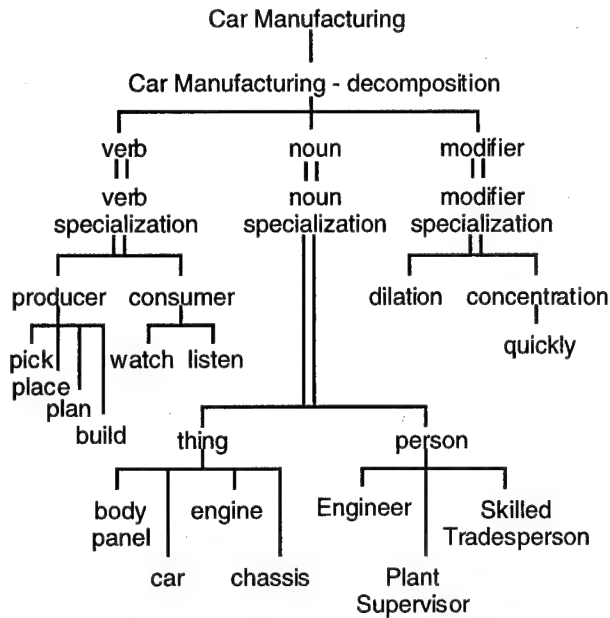 Car Manufacturing
Car Manufacturing - decomposition
verb noun modifier
verb noun modifier
specialization specialization specialization
producer consumer dilation concentration
pick watch listen quickly
place
plan
build
thing person
body engine Engineer Skilled
panel Tradesperson
car chassis Plant
Supervisor